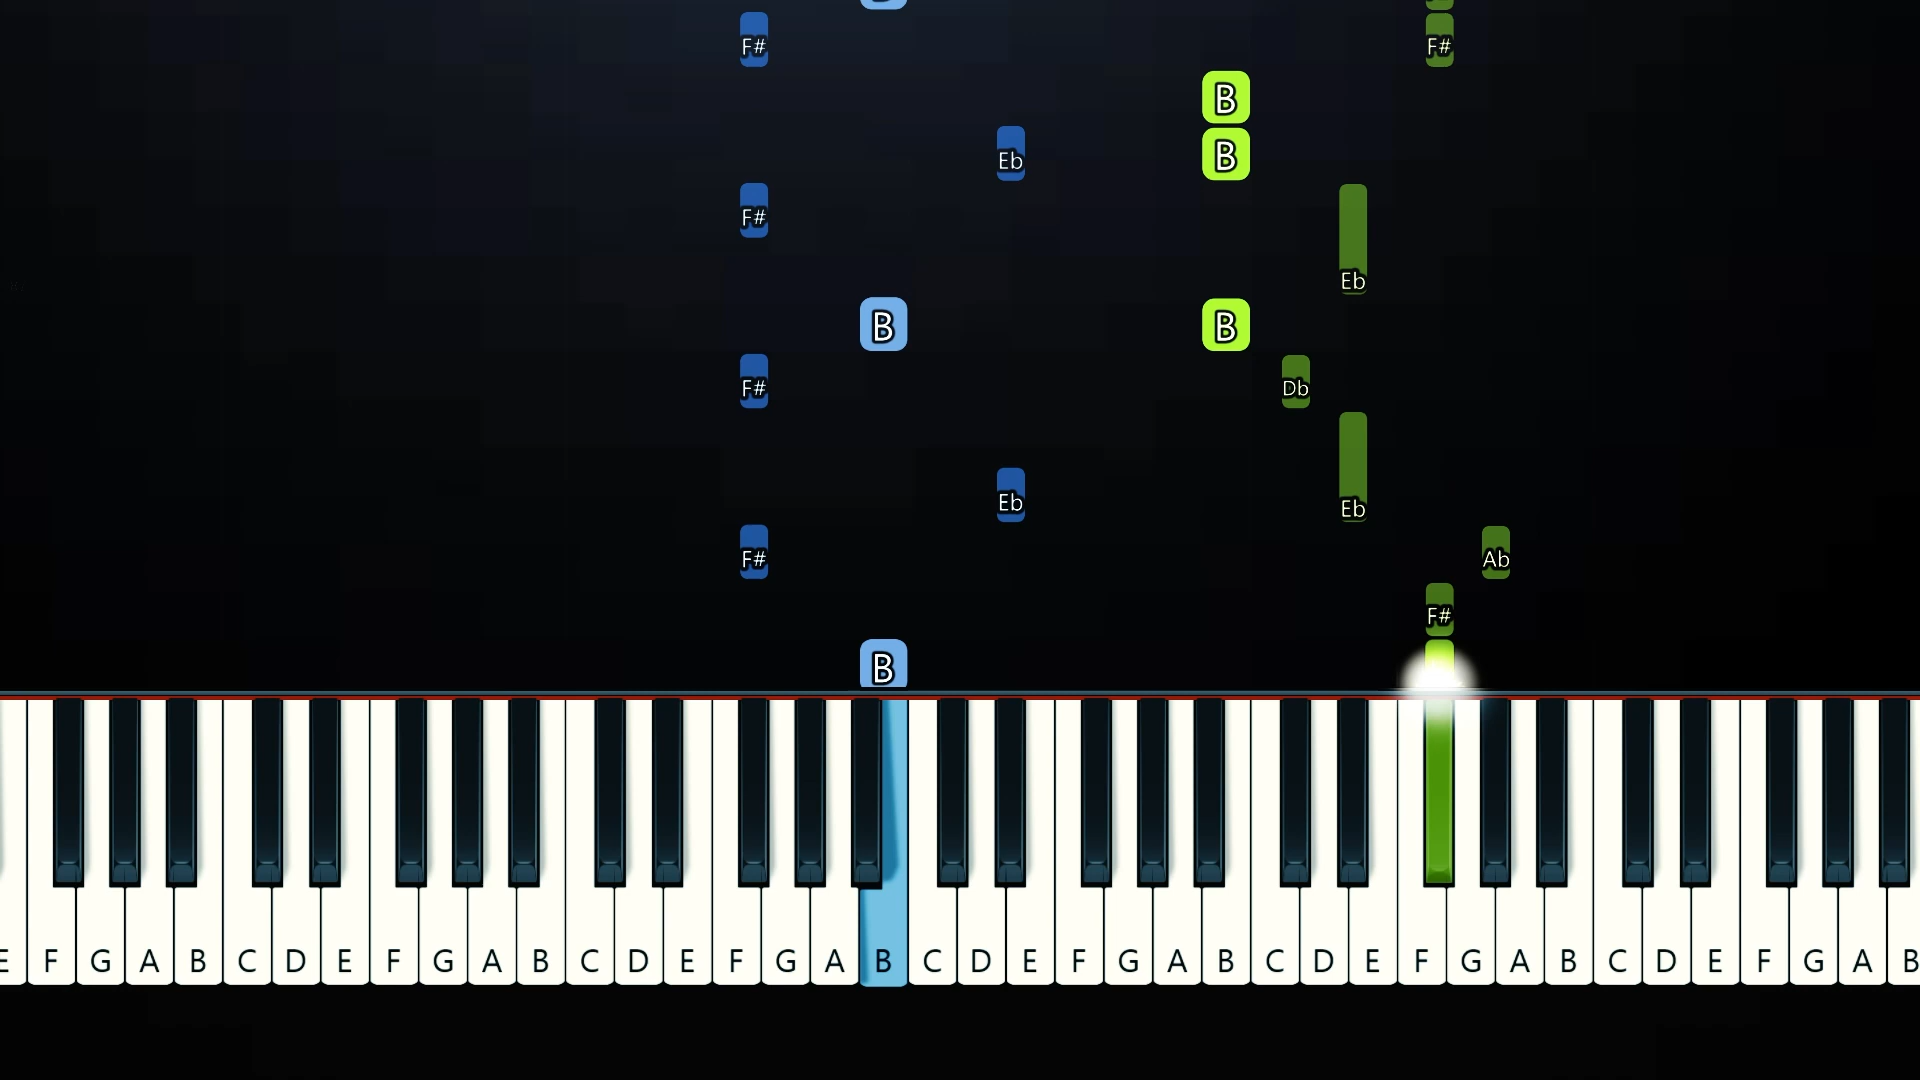 F# F#
B
Eb B
F#
Eb
B B
F# Db
Eb Eb
F# Ab
F#
B
E F G A B C D E F G A B C D E F G A B C D E F G A B C D E F G A B C D E F G A B